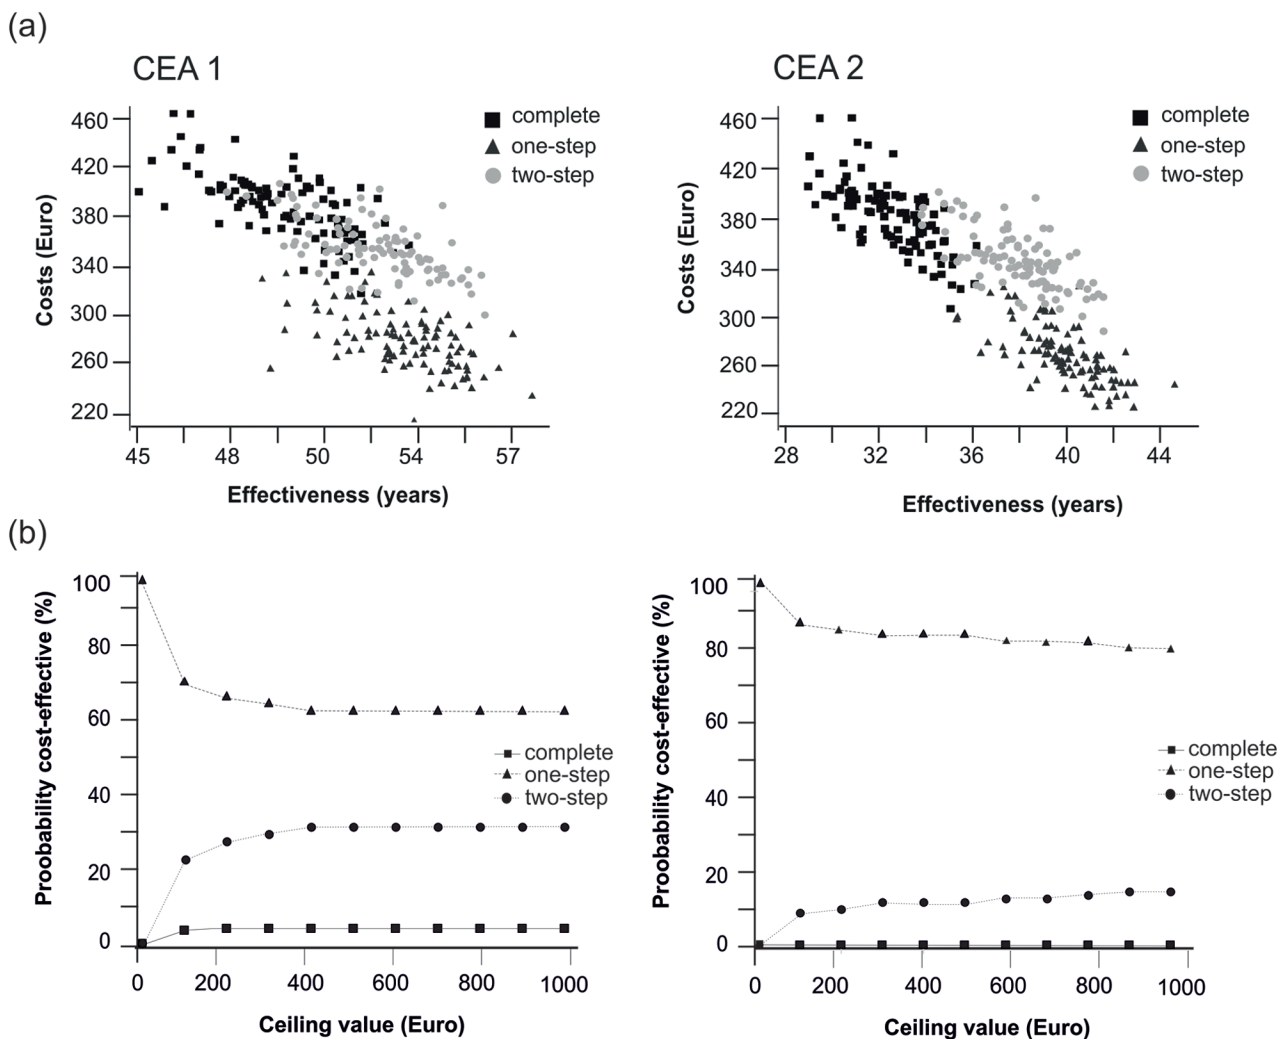 (a)
CEA 1
CEA 2
complete
one-step
two-step
complete
one-step
two-step
Costs (Euro)
460
420
380
340
300
260
220
45 48 50 54 57
Effectiveness (years)
Costs (Euro)
460
420
380
340
300
260
220
28 32 36 40 44
Effectiveness (years)
(b)
Proobability cost-effective (%)
100
80
60
40
20
0
complete
one-step
two-step
0 200 400 600 800 1000
Ceiling value (Euro)
Proobability cost-effective (%)
100
80
60
40
20
0
complete
one-step
two-step
0 200 400 600 800 1000
Ceiling value (Euro)